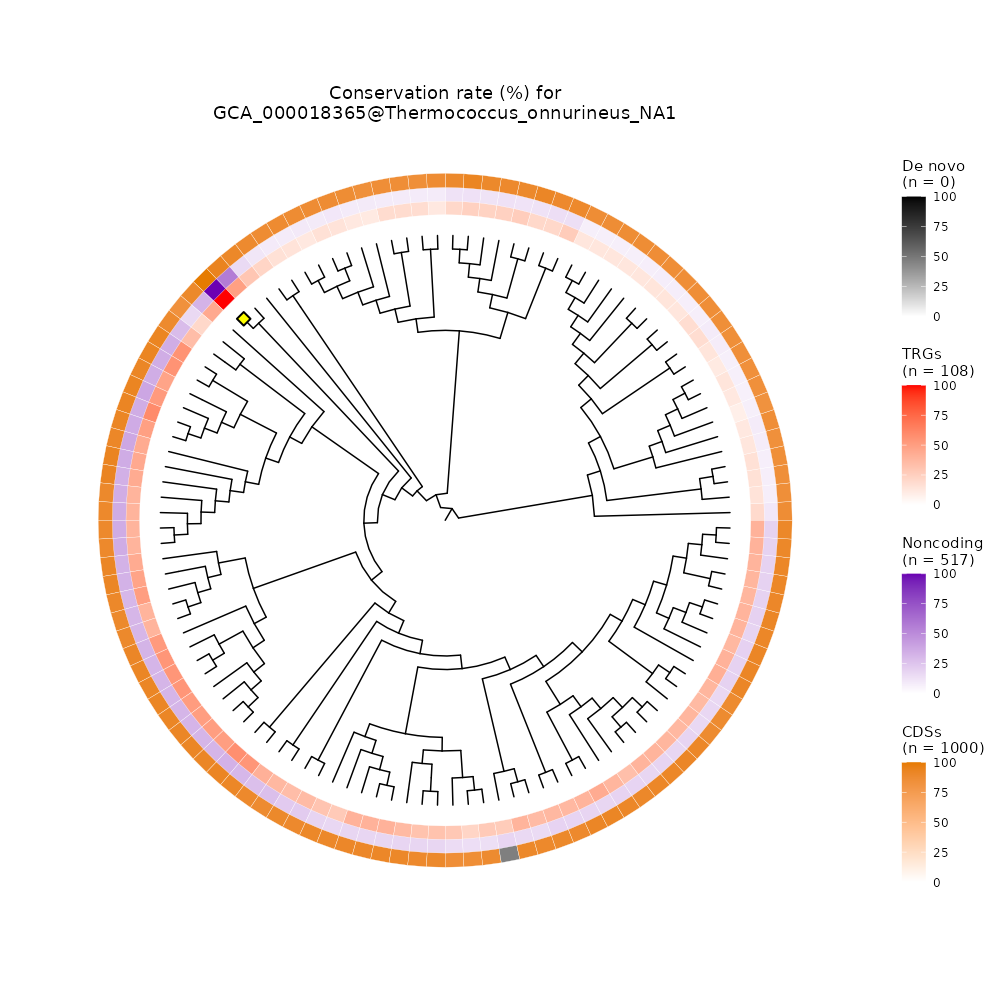 Conservation rate (%) for
GCA_000018365@Thermococcus_onnurineus_NA1
De novo
(n = 0)
100
75
50
25
0
TRGs
(n = 108)
100
75
50
25
0
Noncoding
(n = 517)
100
75
50
25
0
CDSs
(n = 1000)
100
75
50
25
0